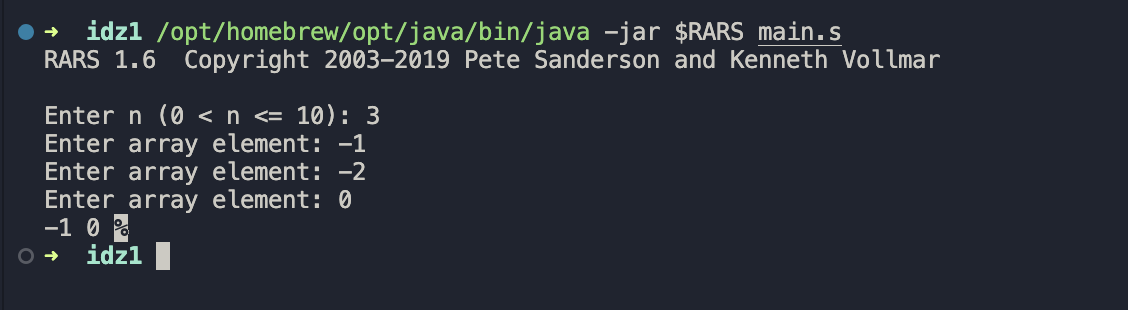 ➜ idz1 /opt/homebrew/opt/java/bin/java -jar $RARS main.s
RARS 1.6  Copyright 2003-2019 Pete Sanderson and Kenneth Vollmar
Enter n (0 < n <= 10): 3
Enter array element: -1
Enter array element: -2
Enter array element: 0
-1 0 %
➜ idz1